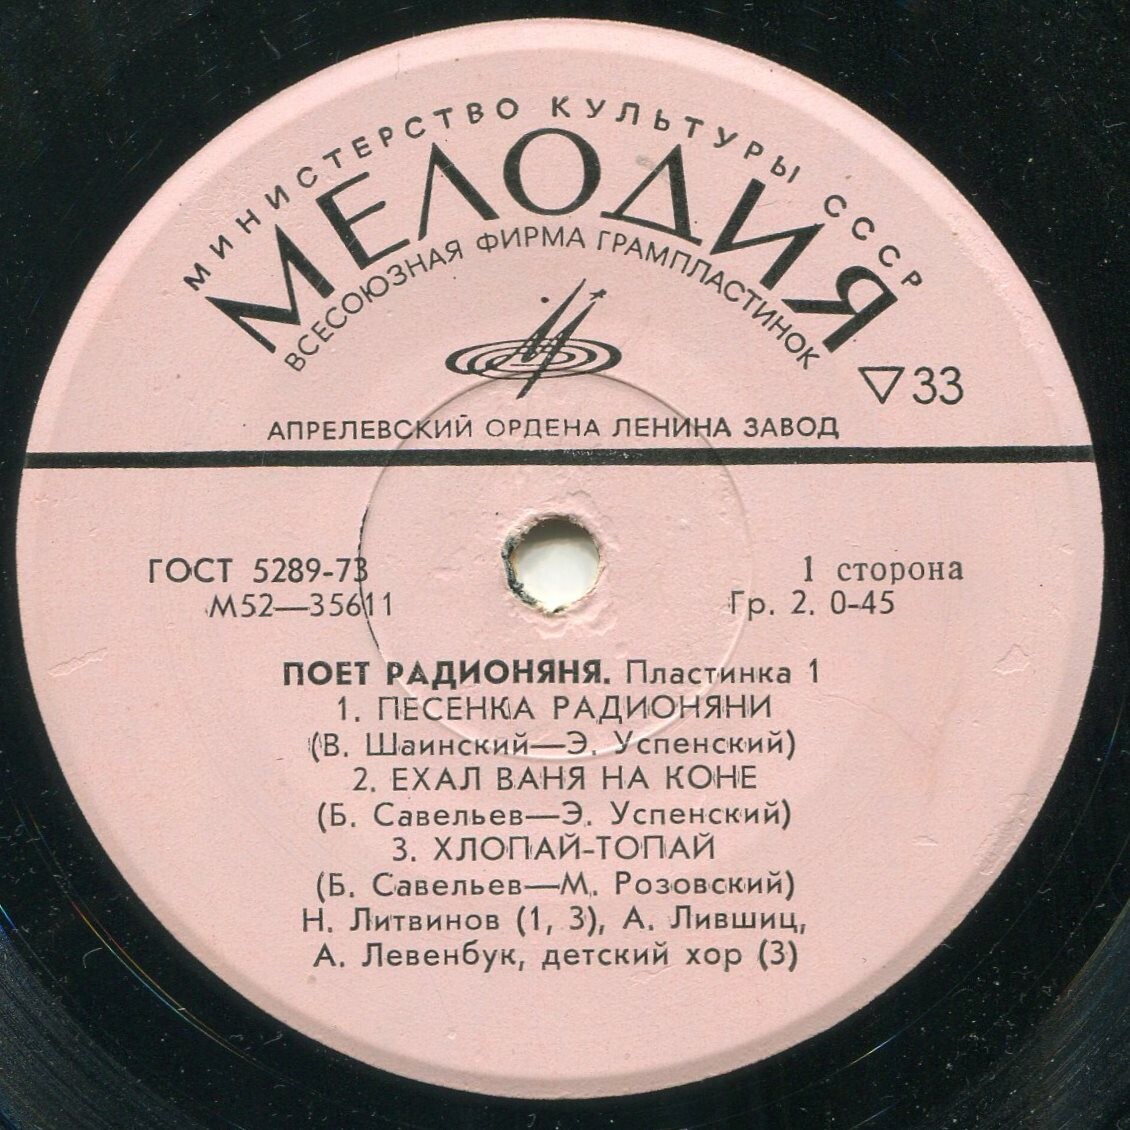 МИНИСТЕРСТВО КУЛЬТУРЫ СССР
МЕЛОДИЯ
ВСЕСОЮЗНАЯ ФИРМА ГРАМПЛАСТИНОК
▽33
АПРЕЛЕВСКИЙ ОРДЕНА ЛЕНИНА ЗАВОД
ГОСТ 5289-73
М52—35611
1 сторона
Гр. 2. 0-45
ПОЕТ РАДИОНЯНЯ. Пластинка 1
1. ПЕСЕНКА РАДИОНЯНИ
(В. Шаинский—Э. Успенский)
2. ЕХАЛ ВАНЯ НА КОНЕ
(Б. Савельев—Э. Успенский)
3. ХЛОПАЙ-ТОПАЙ
(Б. Савельев—М. Розовский)
Н. Литвинов (1, 3), А. Лившиц,
А. Левенбук, детский хор (3)